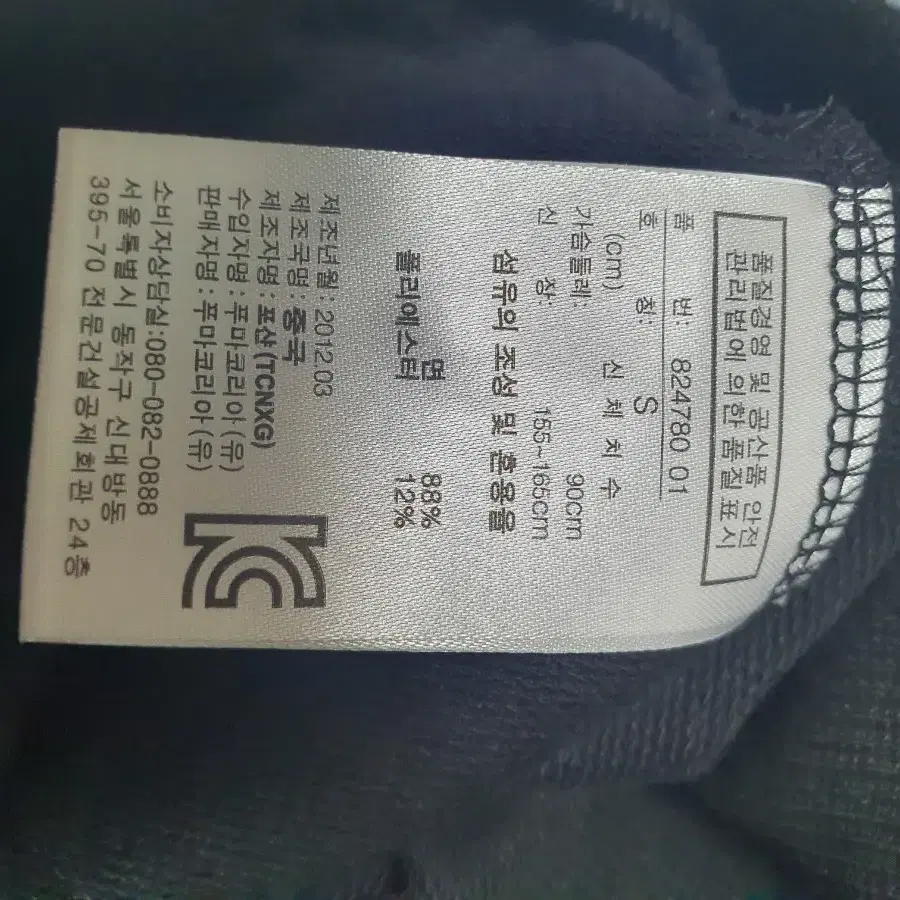 품질경영 및 공산품 안전
관리법에 의한 품질 표시
품 번: 824780 01
호 칭: S
(cm) 신 체 치 수
가슴둘레: 90cm
신 장: 155~165cm
섬유의 조성 및 혼용율
면 88%
폴리에스터 12%
제조년월: 2012.03
제조국명: 중국
제조자명: 포산 (TCNXG)
수입자명: 푸마코리아 (유)
판매자명: 푸마코리아 (유)
소비자상담실:080-082-0888
서울특별시 동작구 신대방동
395-70 전문건설공제회관 24층
KC